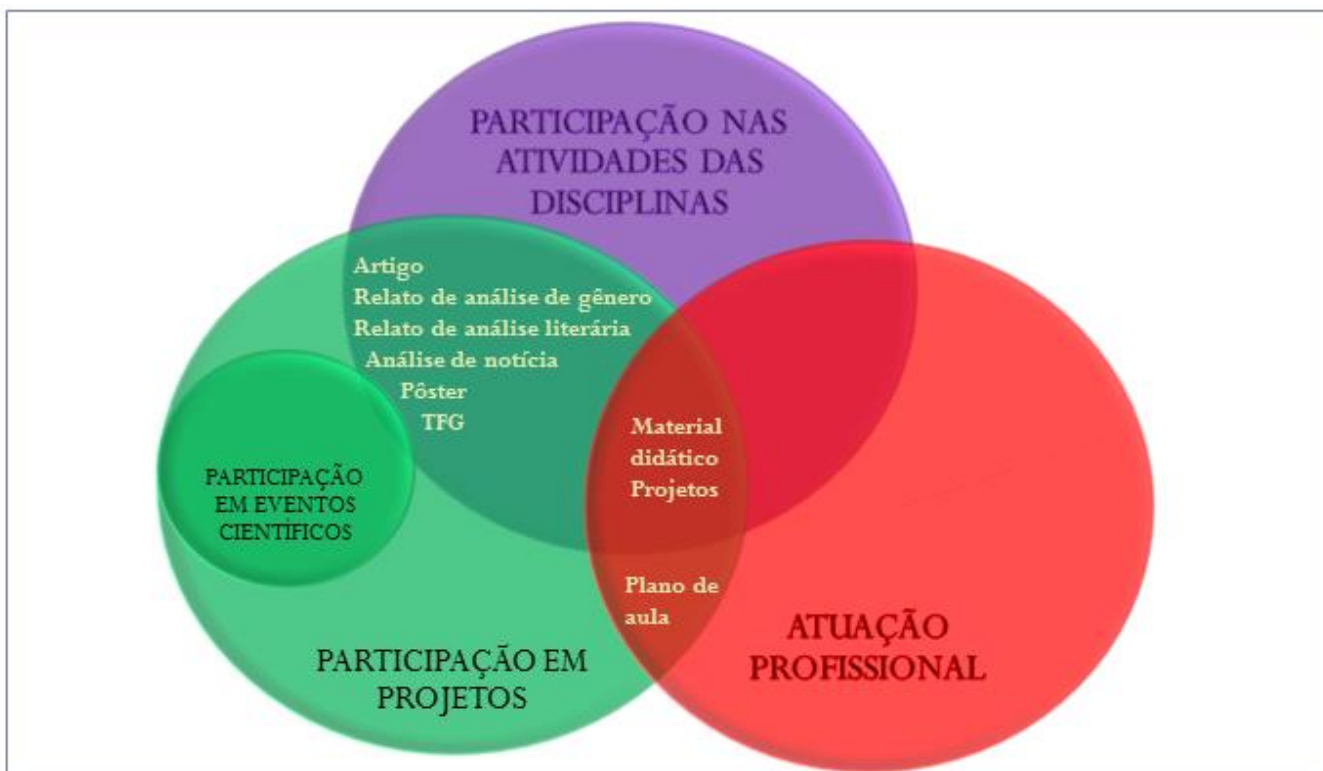 PARTICIPAÇÃO NAS
ATIVIDADES DAS
DISCIPLINAS
Artigo
Relato de análise de gênero
Relato de análise literária
Análise de notícia
Pôster
TFG
Material
didático
Projetos
PARTICIPAÇÃO
EM EVENTOS
CIENTÍFICOS
Plano de
aula
ATUAÇÃO
PROFISSIONAL
PARTICIPAÇÃO EM
PROJETOS